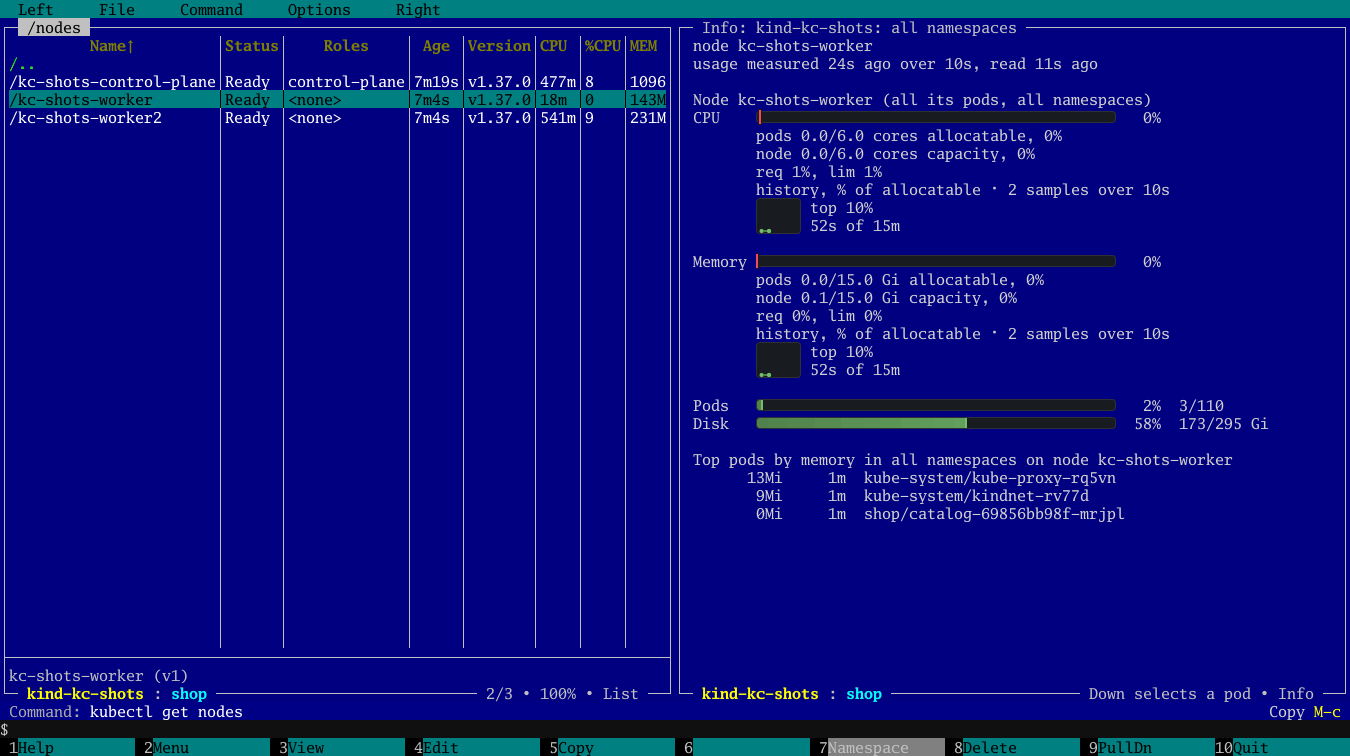 Left File Command Options Right
/nodes
Name↑ Status Roles Age Version CPU %CPU MEM
/..
/kc-shots-control-plane Ready control-plane 7m19s v1.37.0 477m 8 1096
/kc-shots-worker Ready <none> 7m4s v1.37.0 18m 0 143M
/kc-shots-worker2 Ready <none> 7m4s v1.37.0 541m 9 231M
kc-shots-worker (v1)
kind-kc-shots : shop 2/3 • 100% • List
Info: kind-kc-shots: all namespaces
node kc-shots-worker
usage measured 24s ago over 10s, read 11s ago
Node kc-shots-worker (all its pods, all namespaces)
CPU 0%
pods 0.0/6.0 cores allocatable, 0%
node 0.0/6.0 cores capacity, 0%
req 1%, lim 1%
history, % of allocatable · 2 samples over 10s
top 10%
52s of 15m
Memory 0%
pods 0.0/15.0 Gi allocatable, 0%
node 0.1/15.0 Gi capacity, 0%
req 0%, lim 0%
history, % of allocatable · 2 samples over 10s
top 10%
52s of 15m
Pods 2% 3/110
Disk 58% 173/295 Gi
Top pods by memory in all namespaces on node kc-shots-worker
13Mi 1m kube-system/kube-proxy-rq5vn
9Mi 1m kube-system/kindnet-rv77d
0Mi 1m shop/catalog-69856bb98f-mrjpl
kind-kc-shots : shop Down selects a pod • Info
Command: kubectl get nodes Copy M-c
$
1Help 2Menu 3View 4Edit 5Copy 6 7Namespace 8Delete 9PullDn 10Quit